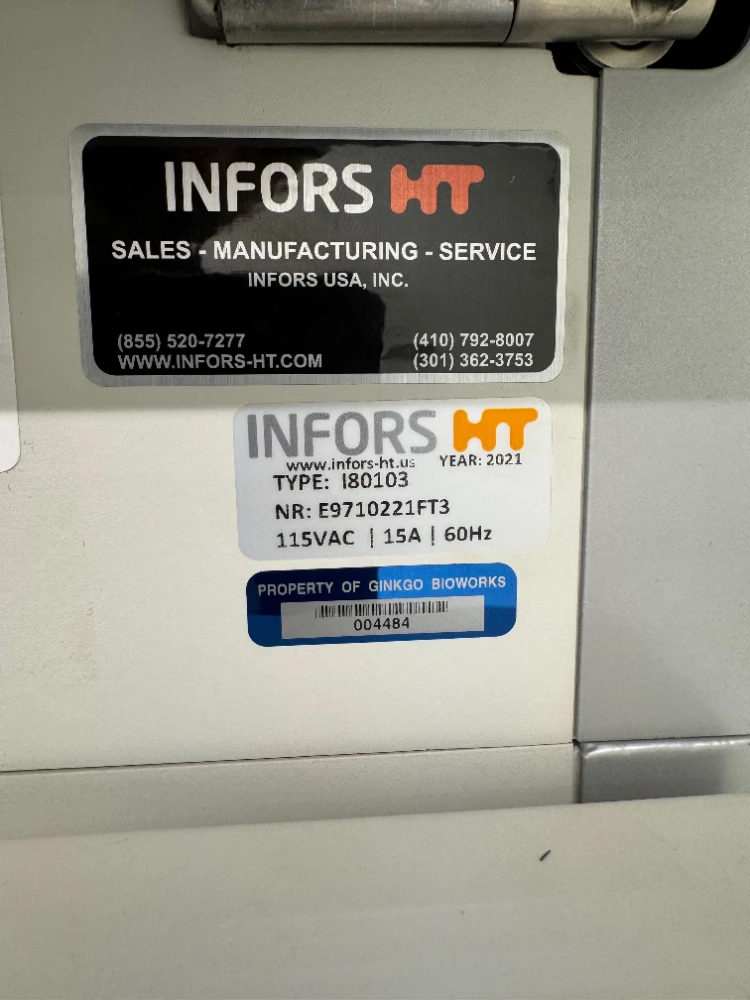 INFORS HT
SALES - MANUFACTURING - SERVICE
INFORS USA, INC.
(855) 520-7277 (410) 792-8007
WWW.INFORS-HT.COM (301) 362-3753
INFORS HT
www.infors-ht.us YEAR: 2021
TYPE: I80103
NR: E9710221FT3
115VAC | 15A | 60Hz
PROPERTY OF GINKGO BIOWORKS
004484